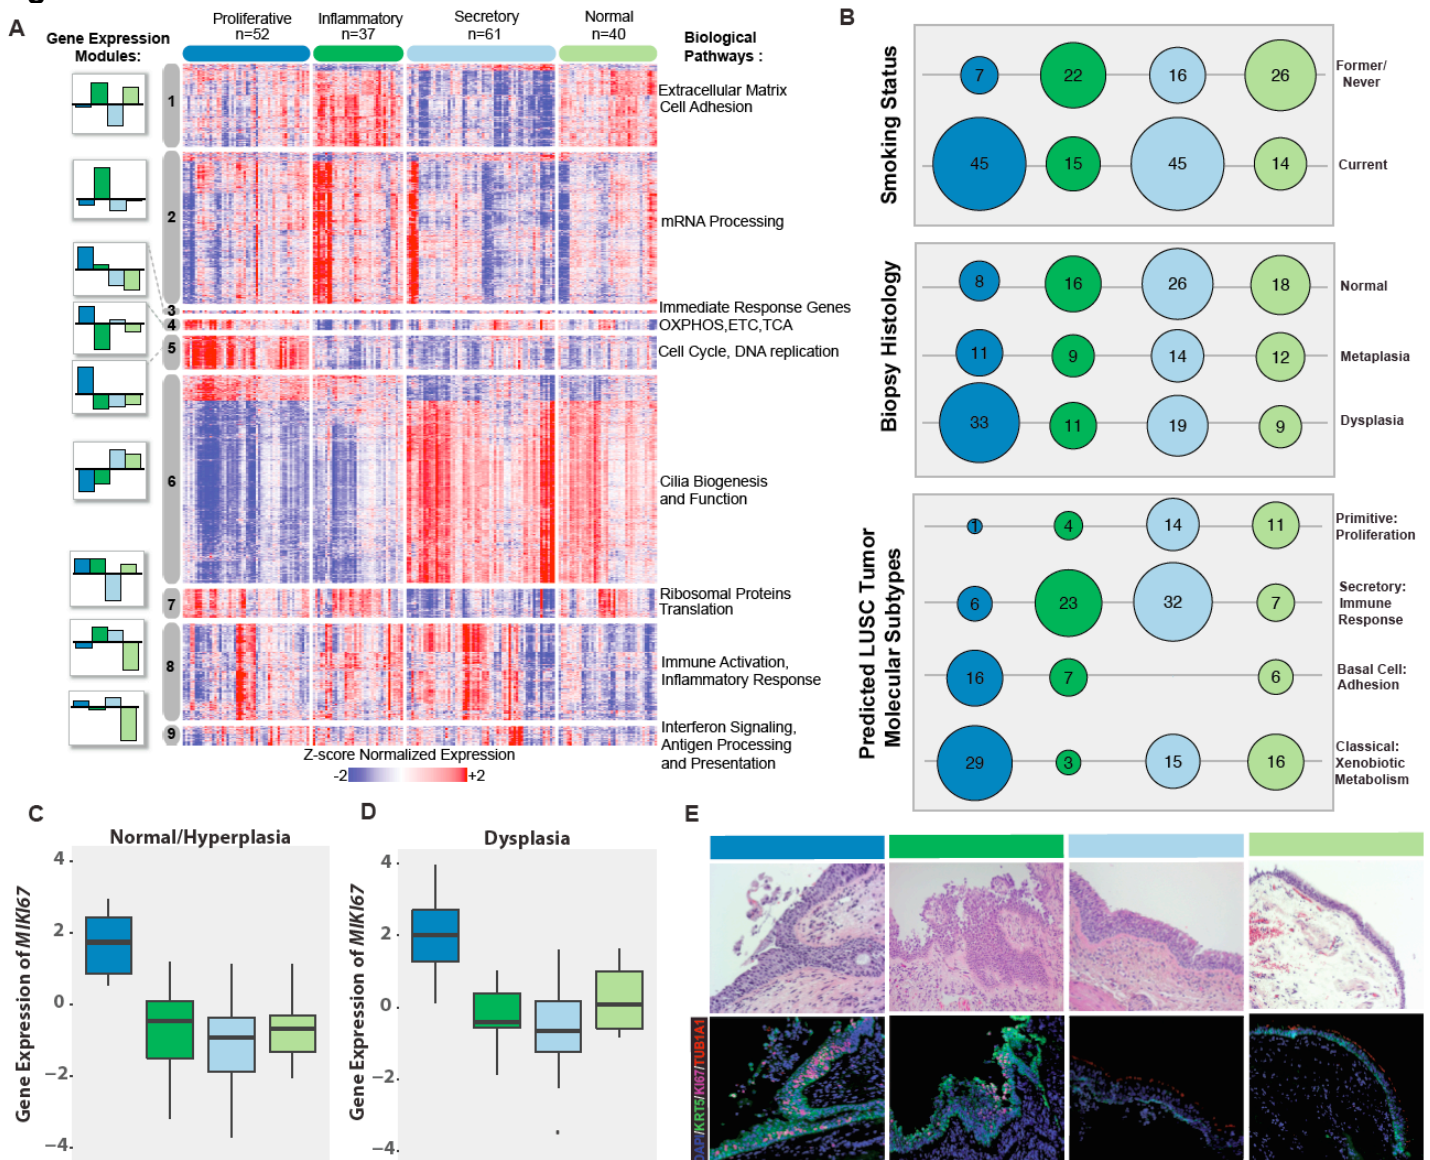 A
Gene Expression
Modules:
Proliferative
n=52
Inflammatory
n=37
Secretory
n=61
Normal
n=40
Biological
Pathways :
1
Extracellular Matrix
Cell Adhesion
2
mRNA Processing
3
Immediate Response Genes
4
OXPHOS,ETC,TCA
5
Cell Cycle, DNA replication
6
Cilia Biogenesis
and Function
7
Ribosomal Proteins
Translation
8
Immune Activation,
Inflammatory Response
9
Interferon Signaling,
Antigen Processing
and Presentation
Z-score Normalized Expression
-2
+2
B
Smoking Status
7 22 16 26
Former/
Never
45 15 45 14
Current
Biopsy Histology
8 16 26 18
Normal
11 9 14 12
Metaplasia
33 11 19 9
Dysplasia
Predicted LUSC Tumor
Molecular Subtypes
1 4 14 11
Primitive:
Proliferation
6 23 32 7
Secretory:
Immune
Response
16 7 6
Basal Cell:
Adhesion
29 3 15 16
Classical:
Xenobiotic
Metabolism
C
Normal/Hyperplasia
Gene Expression of MIKI67
4
2
0
−2
−4
D
Dysplasia
Gene Expression of MIKI67
4
2
0
−2
−4
E
/KRT5/KI67/TUB1A1